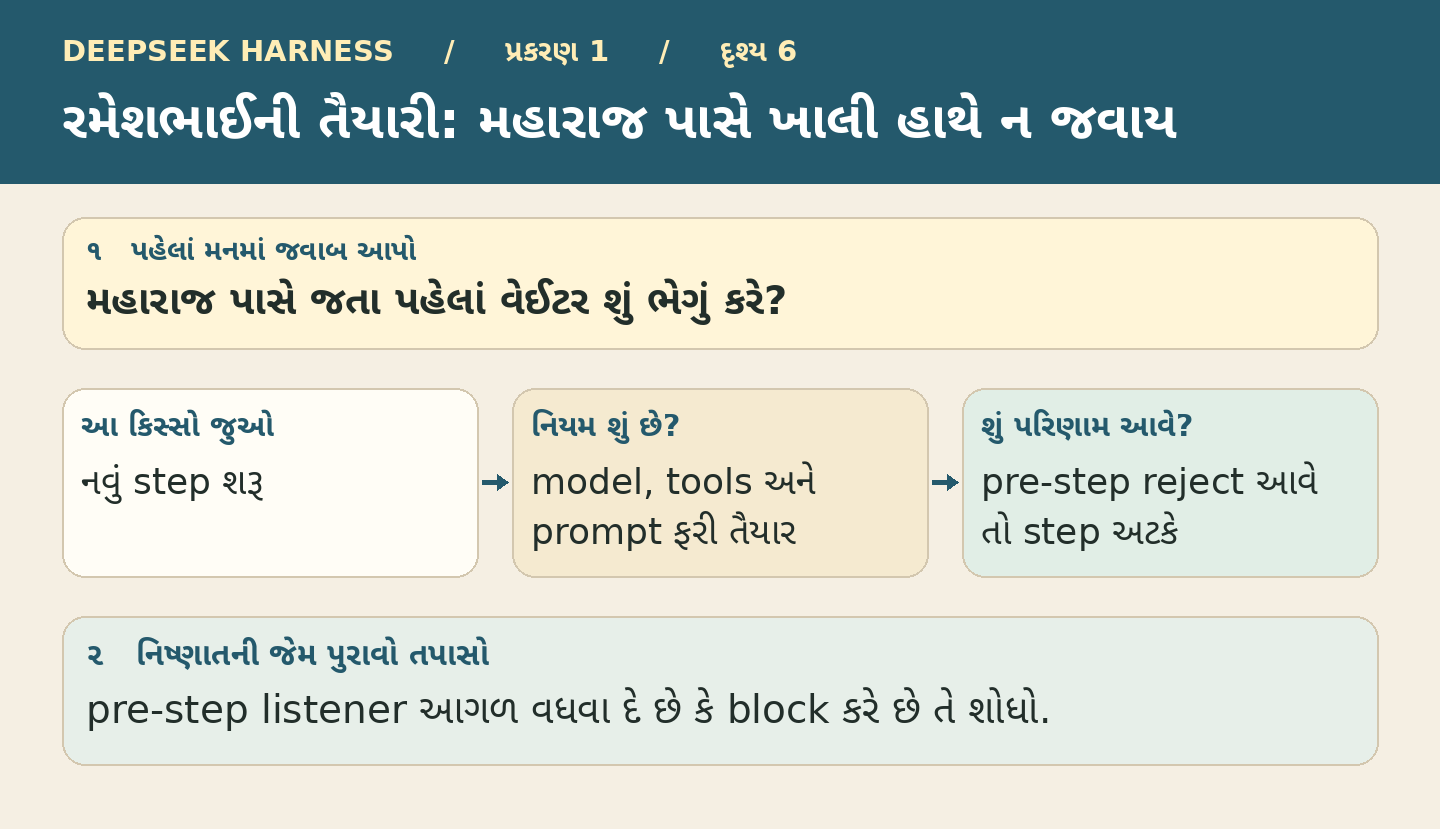 DEEPSEEK HARNESS / પ્રકરણ 1 / દૃશ્ય 6
રમેશભાઈની તૈયારી: મહારાજ પાસે ખાલી હાથે ન જવાય
૧ પહેલાં મનમાં જવાબ આપો
મહારાજ પાસે જતા પહેલાં વેઈટર શું ભેગું કરે?
આ કિસ્સો જુઓ
નવું step શરૂ
નિયમ શું છે?
model, tools અને
prompt ફરી તૈયાર
શું પરિણામ આવે?
pre-step reject આવે
તો step અટકે
૨ નિષ્ણાતની જેમ પુરાવો તપાસો
pre-step listener આગળ વધવા દે છે કે block કરે છે તે શોધો.